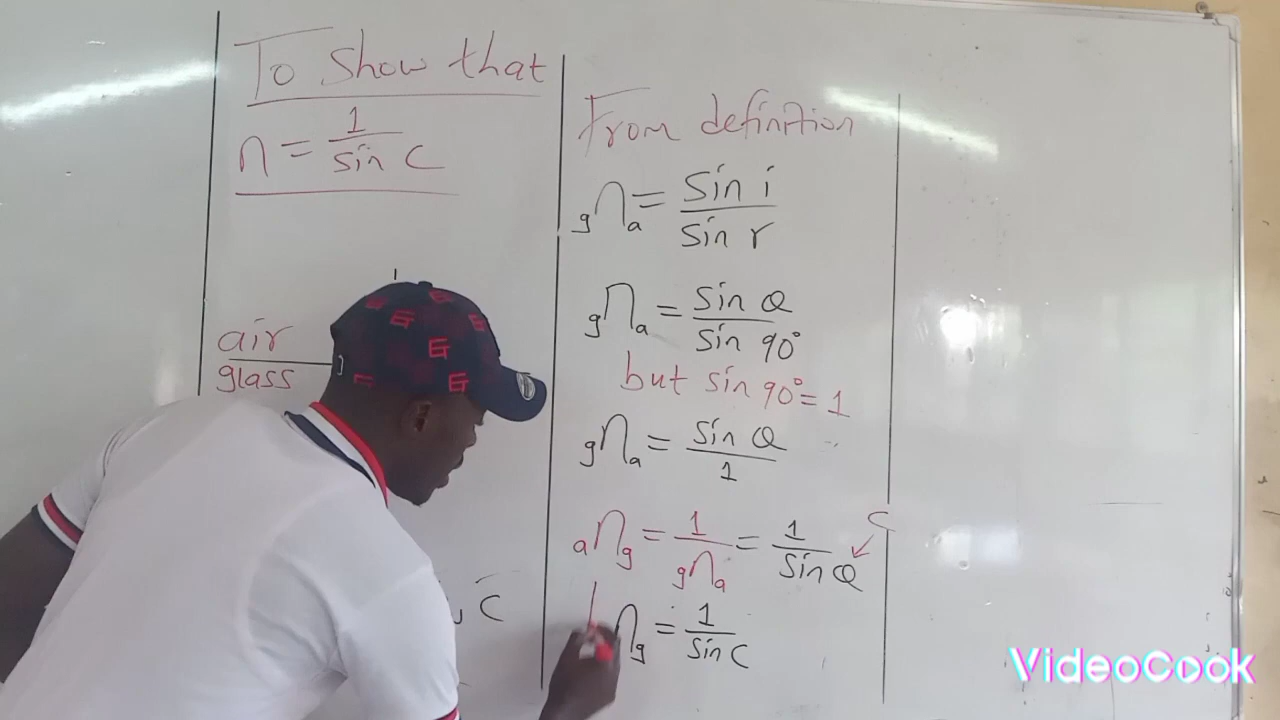 To Show that
n = 1/sin C
air
glass
C
From definition
gna = Sin i/Sin r
gna = Sin Q/Sin 90°
but sin 90° = 1
gna = Sin Q/1
ang = 1/gna = 1/Sin Q
C
ng = 1/Sin C
VideoCook